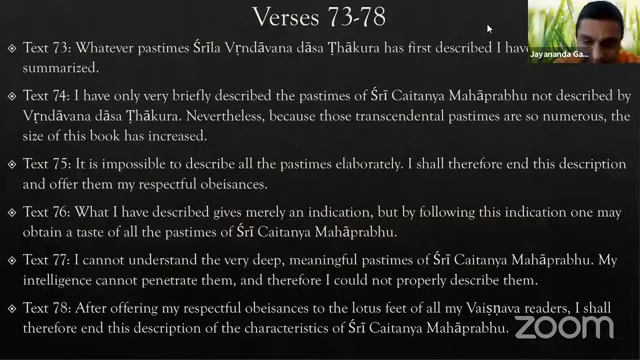 Verses 73-78
Text 73: Whatever pastimes Śrīla Vṛndāvana dāsa Ṭhākura has first described I have
summarized.
Text 74: I have only very briefly described the pastimes of Śrī Caitanya Mahāprabhu not described by
Vṛndāvana dāsa Ṭhākura. Nevertheless, because those transcendental pastimes are so numerous, the
size of this book has increased.
Text 75: It is impossible to describe all the pastimes elaborately. I shall therefore end this description
and offer them my respectful obeisances.
Text 76: What I have described gives merely an indication, but by following this indication one may
obtain a taste of all the pastimes of Śrī Caitanya Mahāprabhu.
Text 77: I cannot understand the very deep, meaningful pastimes of Śrī Caitanya Mahāprabhu. My
intelligence cannot penetrate them, and therefore I could not properly describe them.
Text 78: After offering my respectful obeisances to the lotus feet of all my Vaiṣṇava readers, I shall
therefore end this description of the characteristics of Śrī Caitanya Mahāprabhu.
Jayananda Ga...
zoom